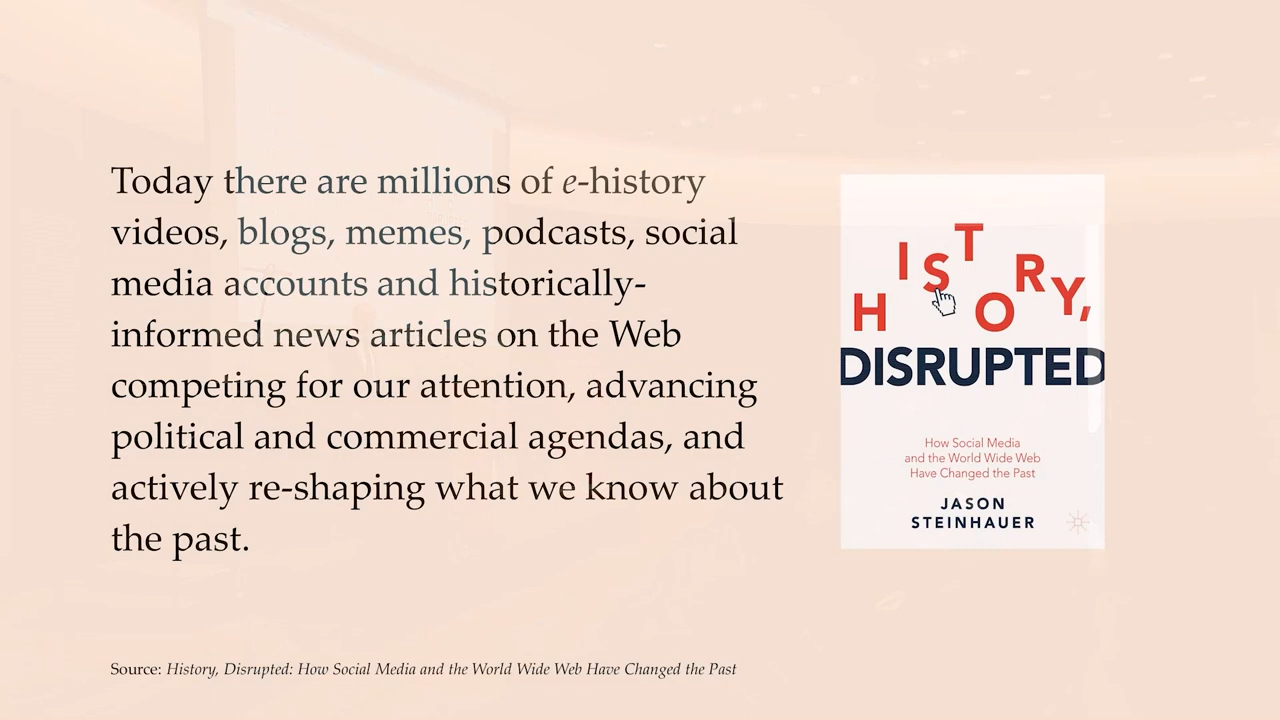 Today there are millions of e-history
videos, blogs, memes, podcasts, social
media accounts and historically-
informed news articles on the Web
competing for our attention, advancing
political and commercial agendas, and
actively re-shaping what we know about
the past.
HISTORY,
DISRUPTED
How Social Media
and the World Wide Web
Have Changed the Past
JASON
STEINHAUER
Source: History, Disrupted: How Social Media and the World Wide Web Have Changed the Past